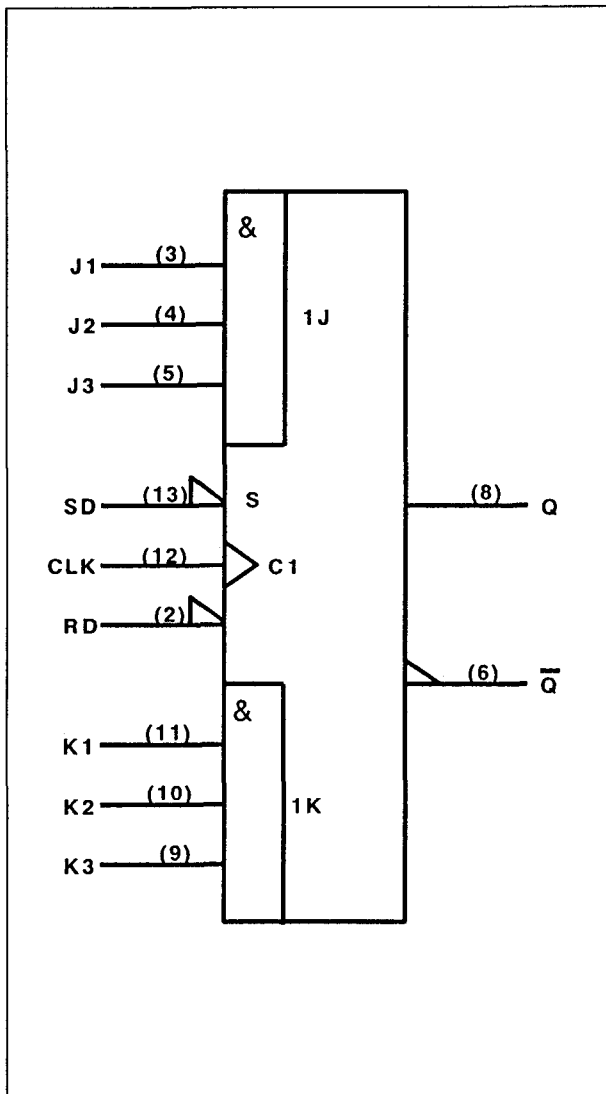 &
J1 (3)
1J
J2 (4)
J3 (5)
SD (13) S
(8) Q
CLK (12) C1
RD (2)
(6) Q̅
&
K1 (11)
K2 (10) 1K
K3 (9)